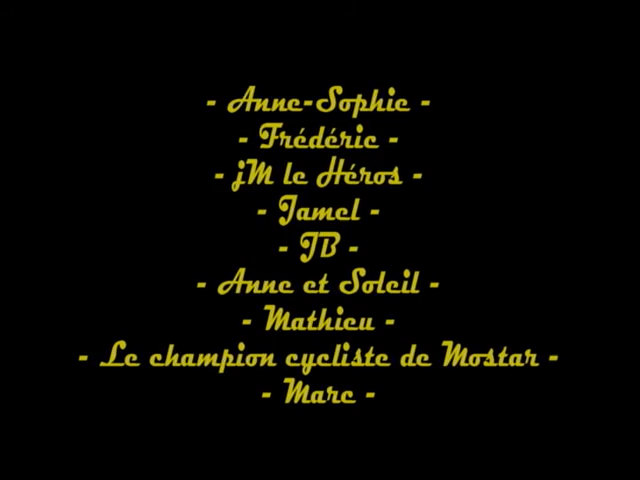 - Anne-Sophie -
- Frédéric -
- jM le Héros -
- Jamel -
- JB -
- Anne et Soleil -
- Mathieu -
- Le champion cycliste de Mostar -
- Marc -